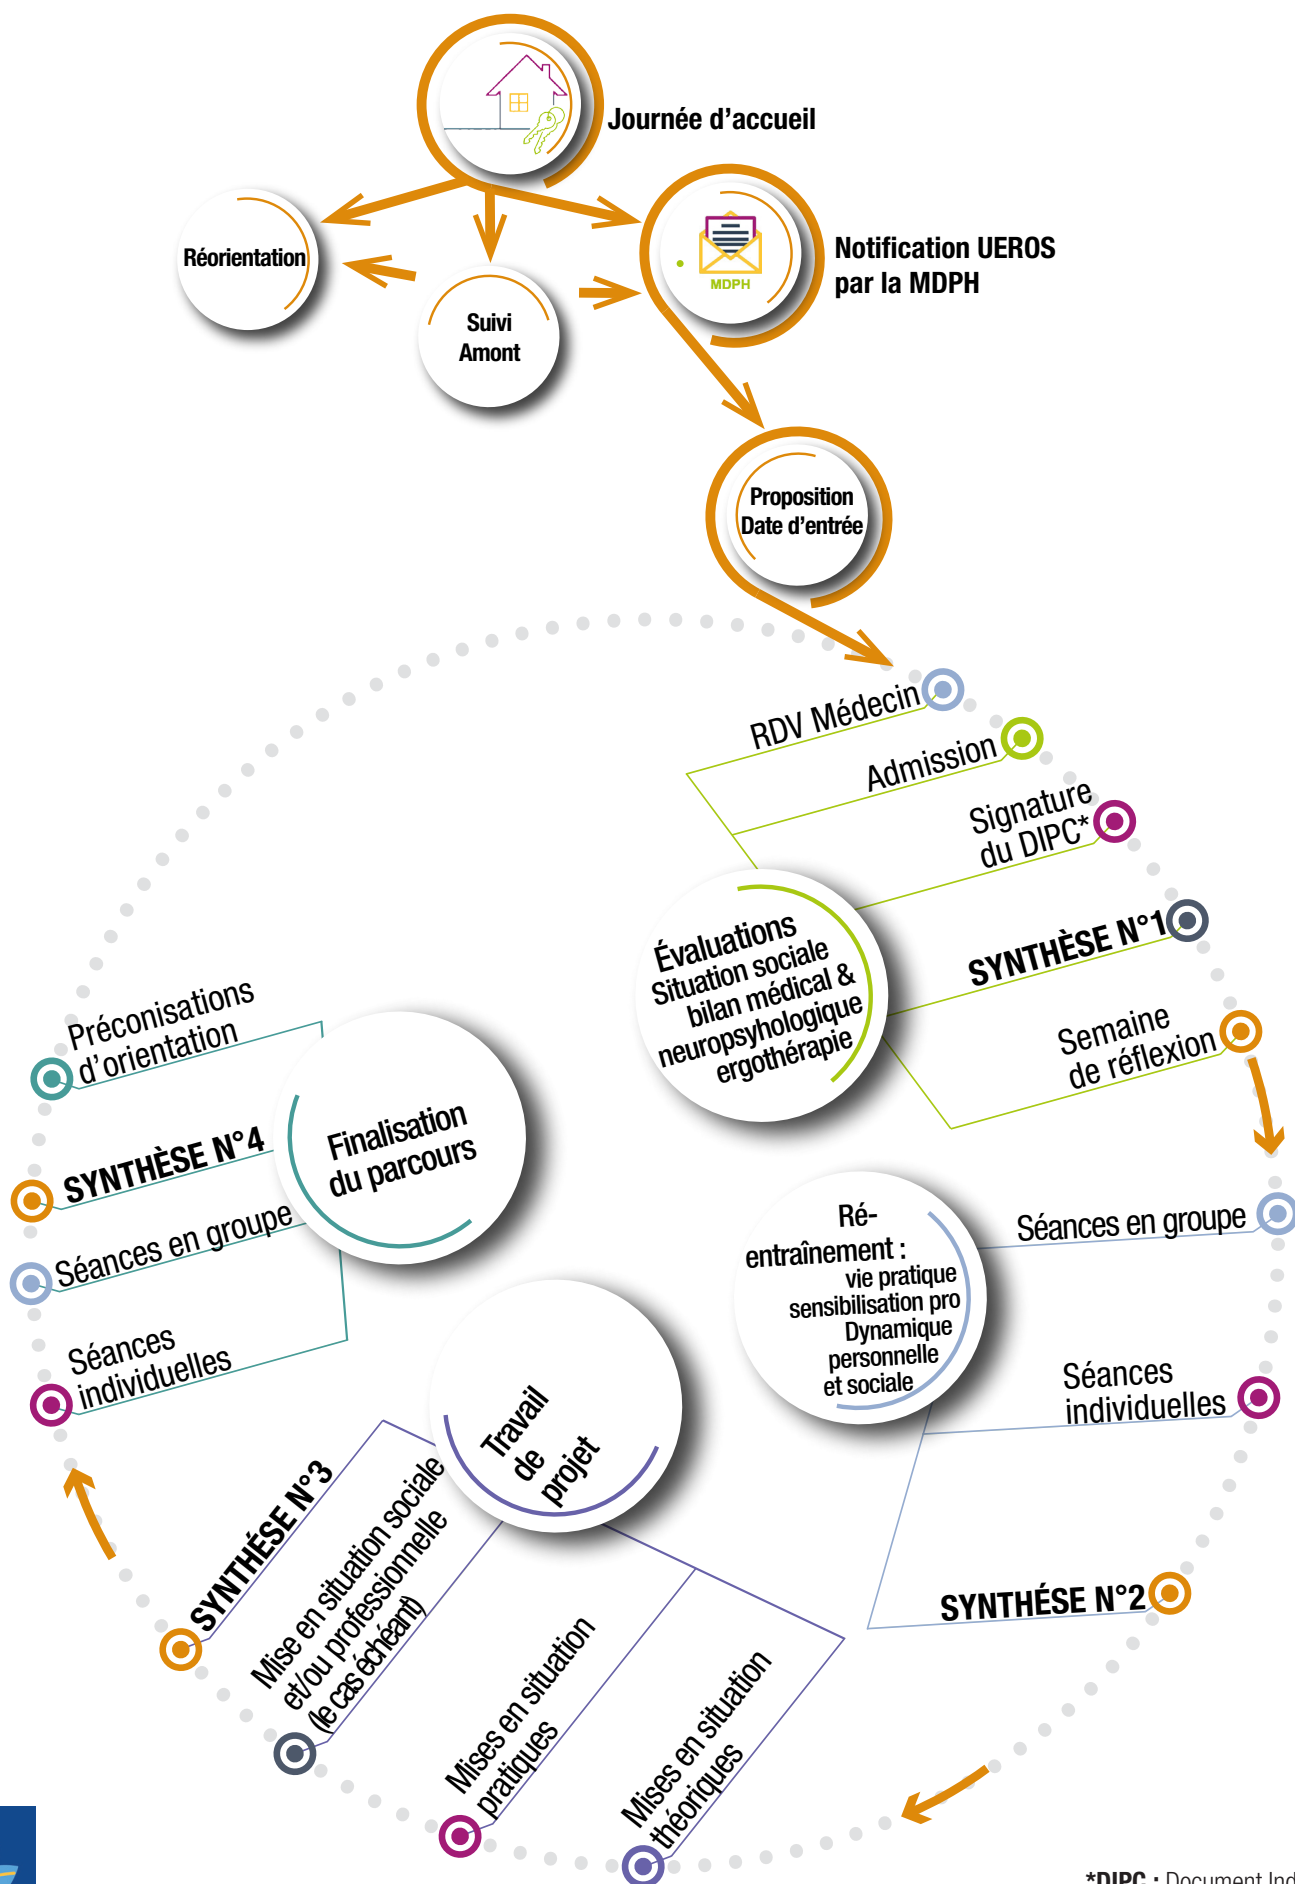 Journée d'accueil
Réorientation
Suivi
Amont
MDPH
Notification UEROS
par la MDPH
Proposition
Date d'entrée
RDV Médecin
Admission
Signature
du DIPC*
SYNTHÈSE N°1
Semaine
de réflexion
Évaluations
Situation sociale
bilan médical &
neuropsyhologique
ergothérapie
Ré-
entraînement :
vie pratique
sensibilisation pro
Dynamique
personnelle
et sociale
Séances en groupe
Séances
individuelles
SYNTHÉSE N°2
Travail
de
projet
Mises en situation
théoriques
Mises en situation
pratiques
Mise en situation sociale
et/ou professionnelle
(le cas échéant)
SYNTHÉSE N°3
Finalisation
du parcours
Séances
individuelles
Séances en groupe
SYNTHÈSE N°4
Préconisations
d'orientation
*DIPC : Document Ind